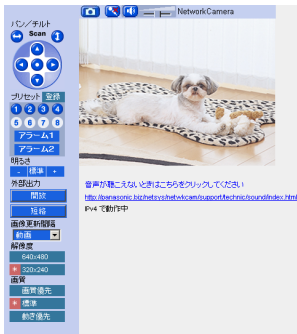 NetworkCamera
パン/チルト
Scan
プリセット 登録
1 2 3 4
5 6 7 8
アラーム1
アラーム2
明るさ
- 標準 +
外部出力
開放
短絡
画像更新間隔
動画
解像度
640×480
* 320×240
画質
画質優先
* 標準
動き優先
音声が聴こえないときはこちらをクリックしてください
http://panasonic.biz/netsys/netwkcam/support/technic/sound/index.html
IPv4 で動作中